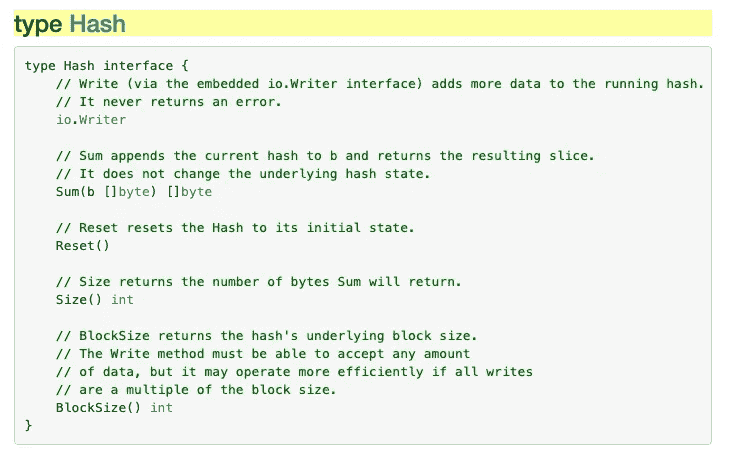 type Hash
type Hash interface {
// Write (via the embedded io.Writer interface) adds more data to the running hash.
// It never returns an error.
io.Writer
// Sum appends the current hash to b and returns the resulting slice.
// It does not change the underlying hash state.
Sum(b []byte) []byte
// Reset resets the Hash to its initial state.
Reset()
// Size returns the number of bytes Sum will return.
Size() int
// BlockSize returns the hash's underlying block size.
// The Write method must be able to accept any amount
// of data, but it may operate more efficiently if all writes
// are a multiple of the block size.
BlockSize() int
}